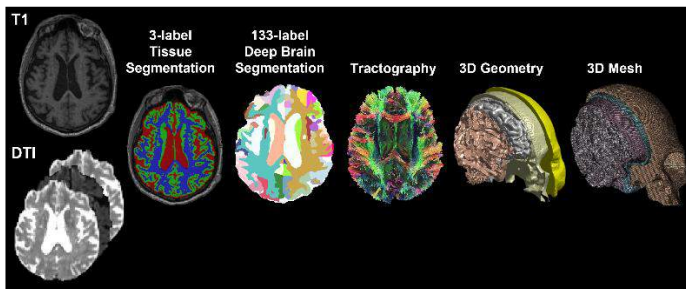 T1
3-label
Tissue
Segmentation
133-label
Deep Brain
Segmentation
Tractography
3D Geometry
3D Mesh
DTI